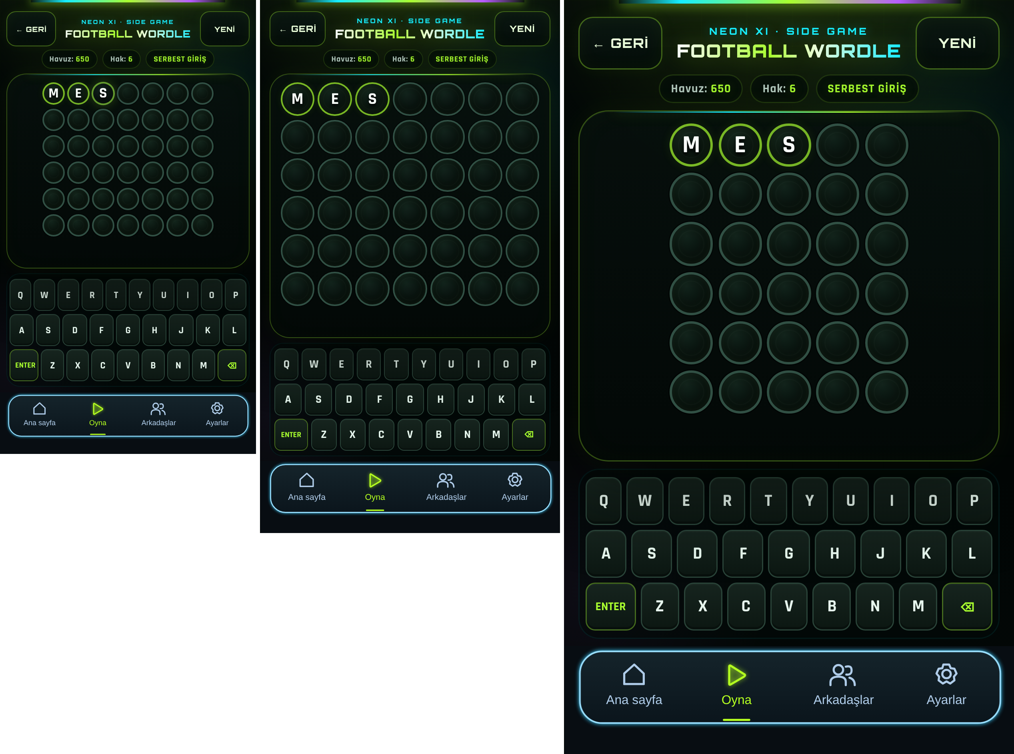 ← GERİ
NEON XI · SIDE GAME
FOOTBALL WORDLE
YENİ
Havuz: 650
Hak: 6
SERBEST GİRİŞ
M E S
Q W E R T Y U I O P
A S D F G H J K L
ENTER Z X C V B N M
Ana sayfa
Oyna
Arkadaşlar
Ayarlar
← GERİ
NEON XI · SIDE GAME
FOOTBALL WORDLE
YENİ
Havuz: 650
Hak: 6
SERBEST GİRİŞ
M E S
Q W E R T Y U I O P
A S D F G H J K L
ENTER Z X C V B N M
Ana sayfa
Oyna
Arkadaşlar
Ayarlar
← GERİ
NEON XI · SIDE GAME
FOOTBALL WORDLE
YENİ
Havuz: 650
Hak: 6
SERBEST GİRİŞ
M E S
Q W E R T Y U I O P
A S D F G H J K L
ENTER Z X C V B N M
Ana sayfa
Oyna
Arkadaşlar
Ayarlar